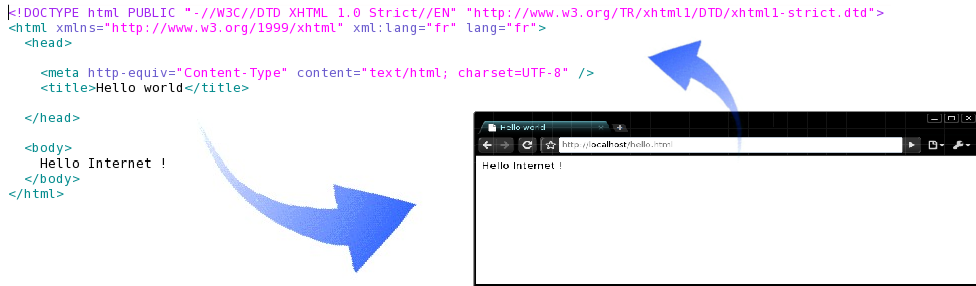 <!DOCTYPE html PUBLIC "-//W3C//DTD XHTML 1.0 Strict//EN" "http://www.w3.org/TR/xhtml1/DTD/xhtml1-strict.dtd">
<html xmlns="http://www.w3.org/1999/xhtml" xml:lang="fr" lang="fr">
<head>
<meta http-equiv="Content-Type" content="text/html; charset=UTF-8" />
<title>Hello world</title>
</head>
<body>
Hello Internet !
</body>
</html>
Hello world
http://localhost/hello.html
Hello Internet !